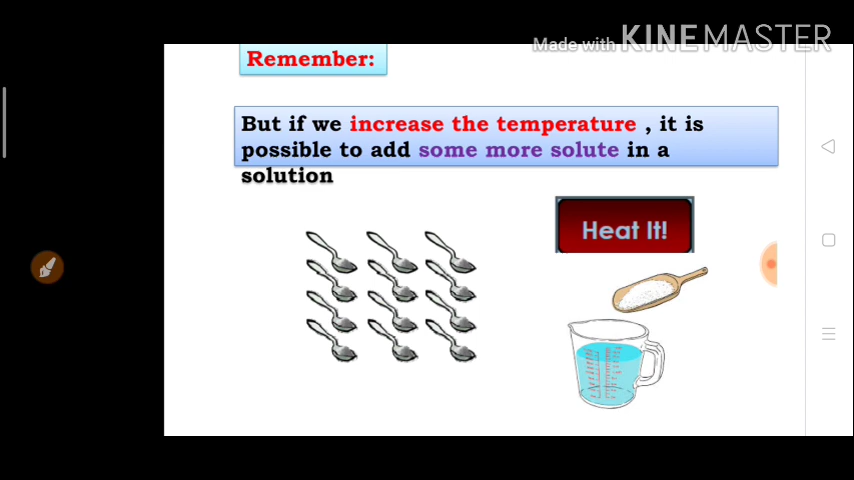 Made with KINEMASTER
Remember:
But if we increase the temperature , it is
possible to add some more solute in a
solution
Heat It!